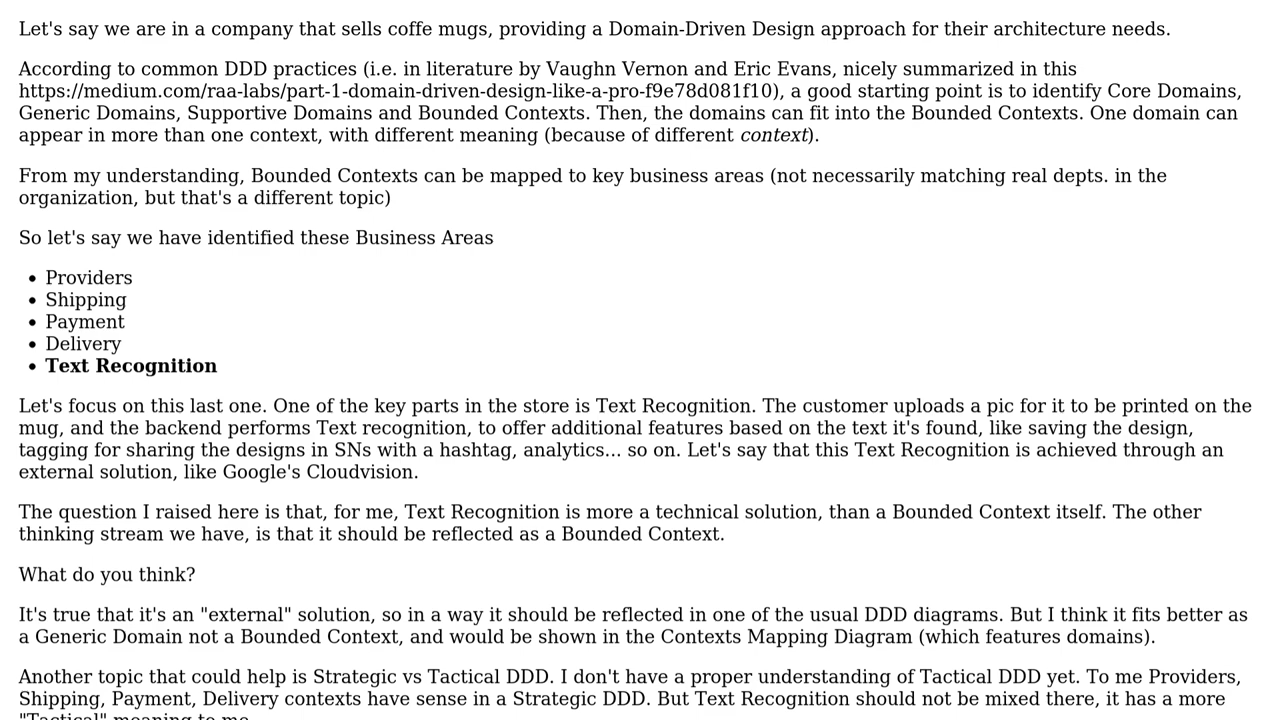 Let's say we are in a company that sells coffe mugs, providing a Domain-Driven Design approach for their architecture needs.
According to common DDD practices (i.e. in literature by Vaughn Vernon and Eric Evans, nicely summarized in this
https://medium.com/raa-labs/part-1-domain-driven-design-like-a-pro-f9e78d081f10), a good starting point is to identify Core Domains,
Generic Domains, Supportive Domains and Bounded Contexts. Then, the domains can fit into the Bounded Contexts. One domain can
appear in more than one context, with different meaning (because of different context).
From my understanding, Bounded Contexts can be mapped to key business areas (not necessarily matching real depts. in the
organization, but that's a different topic)
So let's say we have identified these Business Areas
• Providers
• Shipping
• Payment
• Delivery
• Text Recognition
Let's focus on this last one. One of the key parts in the store is Text Recognition. The customer uploads a pic for it to be printed on the
mug, and the backend performs Text recognition, to offer additional features based on the text it's found, like saving the design,
tagging for sharing the designs in SNs with a hashtag, analytics... so on. Let's say that this Text Recognition is achieved through an
external solution, like Google's Cloudvision.
The question I raised here is that, for me, Text Recognition is more a technical solution, than a Bounded Context itself. The other
thinking stream we have, is that it should be reflected as a Bounded Context.
What do you think?
It's true that it's an "external" solution, so in a way it should be reflected in one of the usual DDD diagrams. But I think it fits better as
a Generic Domain not a Bounded Context, and would be shown in the Contexts Mapping Diagram (which features domains).
Another topic that could help is Strategic vs Tactical DDD. I don't have a proper understanding of Tactical DDD yet. To me Providers,
Shipping, Payment, Delivery contexts have sense in a Strategic DDD. But Text Recognition should not be mixed there, it has a more
"Tactical" meaning to me